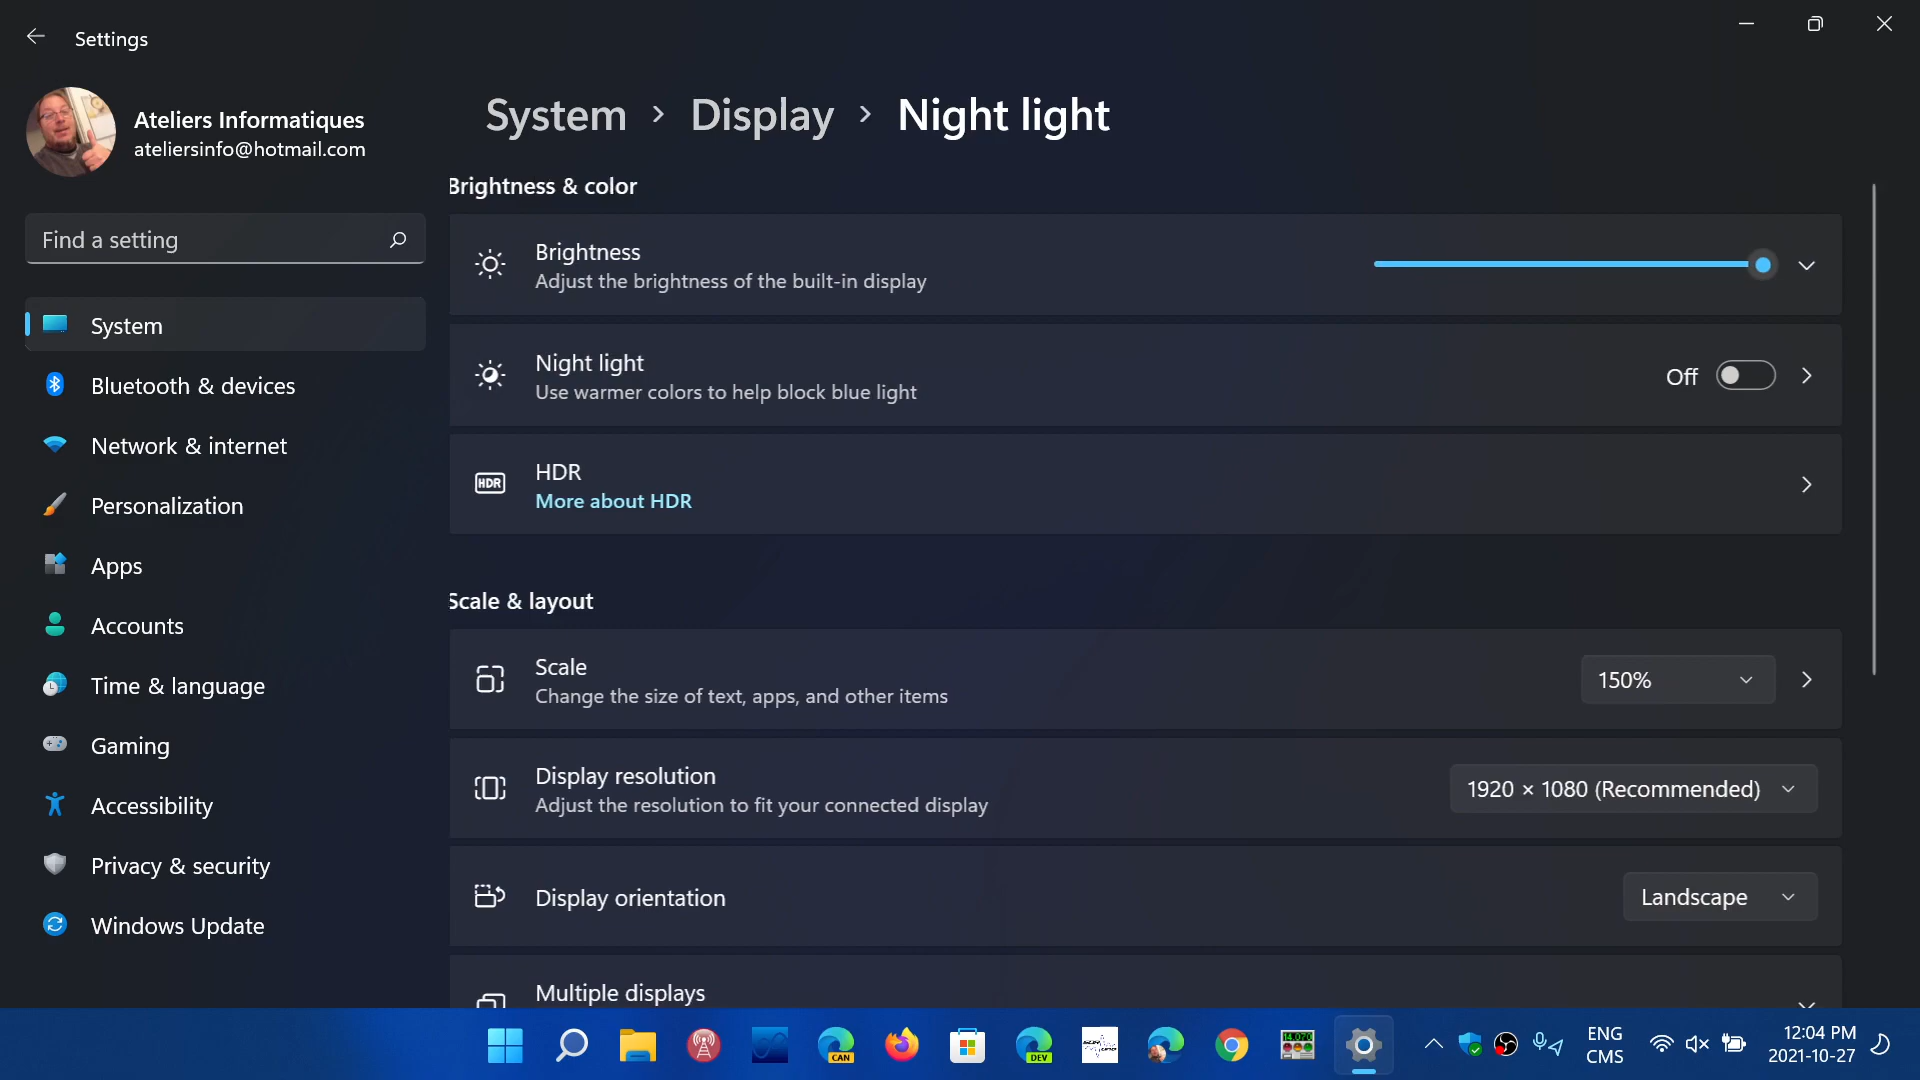 Settings
Ateliers Informatiques
ateliersinfo@hotmail.com
Find a setting
System
Bluetooth & devices
Network & internet
Personalization
Apps
Accounts
Time & language
Gaming
Accessibility
Privacy & security
Windows Update
System > Display > Night light
Brightness & color
Brightness
Adjust the brightness of the built-in display
Night light
Use warmer colors to help block blue light
Off
HDR
HDR
More about HDR
Scale & layout
Scale
Change the size of text, apps, and other items
150%
Display resolution
Adjust the resolution to fit your connected display
1920 × 1080 (Recommended)
Display orientation
Landscape
Multiple displays
CAN
DEV
ENG
CMS
12:04 PM
2021-10-27